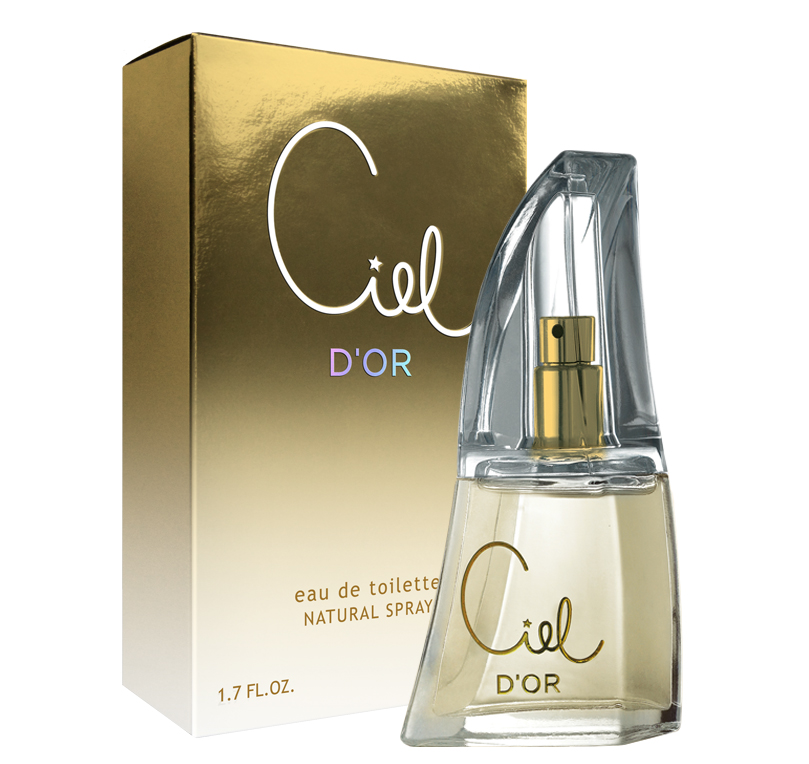 Ciel
D'OR
eau de toilette
NATURAL SPRAY
1.7 FL.OZ.
Ciel
D'OR